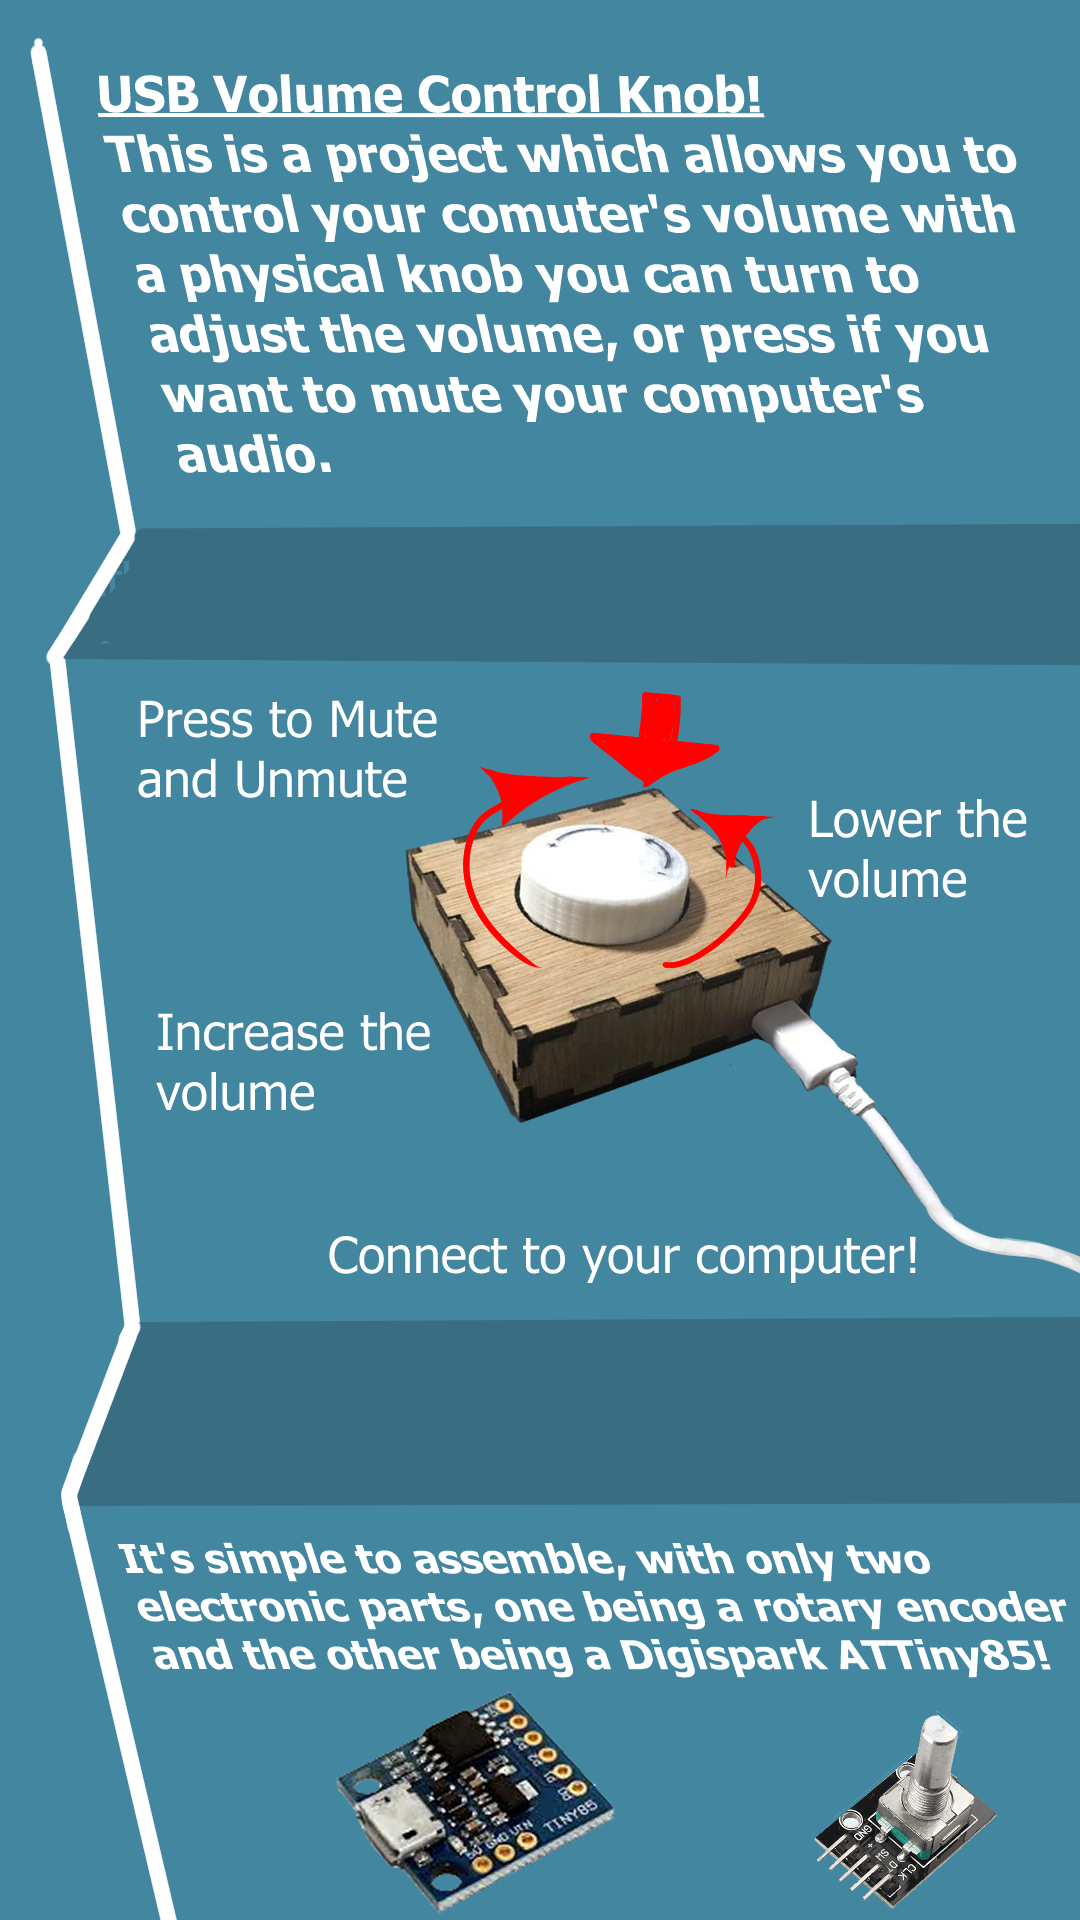 USB Volume Control Knob!
This is a project which allows you to
control your comuter's volume with
a physical knob you can turn to
adjust the volume, or press if you
want to mute your computer's
audio.
Press to Mute
and Unmute
Lower the
volume
Increase the
volume
Connect to your computer!
It's simple to assemble, with only two
electronic parts, one being a rotary encoder
and the other being a Digispark ATTiny85!
TINY85
5V GND VIN
GND
+
SW
DT
CLK